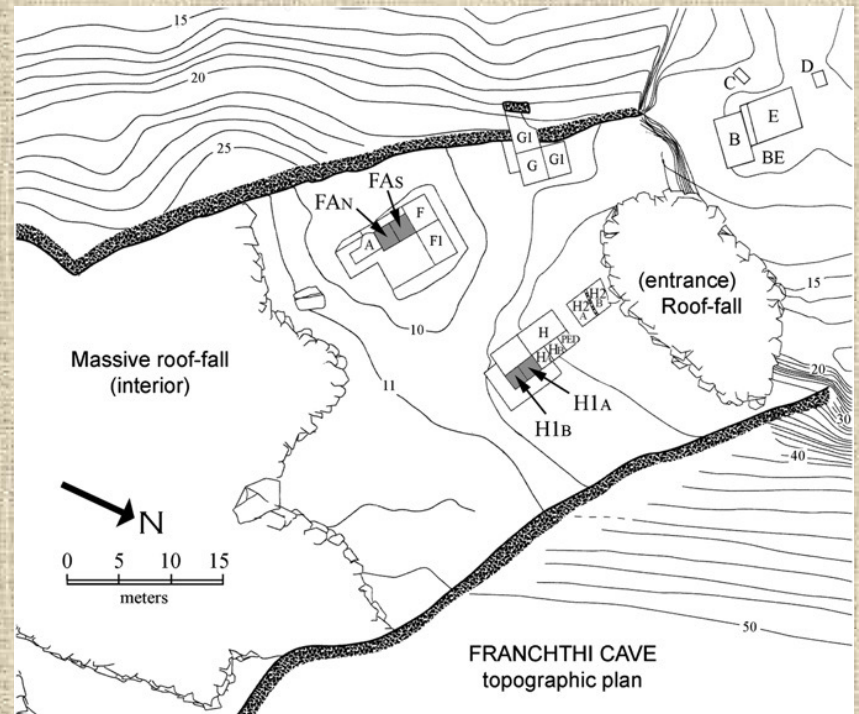 15
20
25
C
D
B
E
BE
G1
G
G1
FAS
FAN
F
F1
A
(entrance)
Roof-fall
15
10
11
H2
A
H2
B
H
PED
HB
H1A
H1B
20
30
40
Massive roof-fall
(interior)
N
0 5 10 15
meters
50
FRANCHTHI CAVE
topographic plan